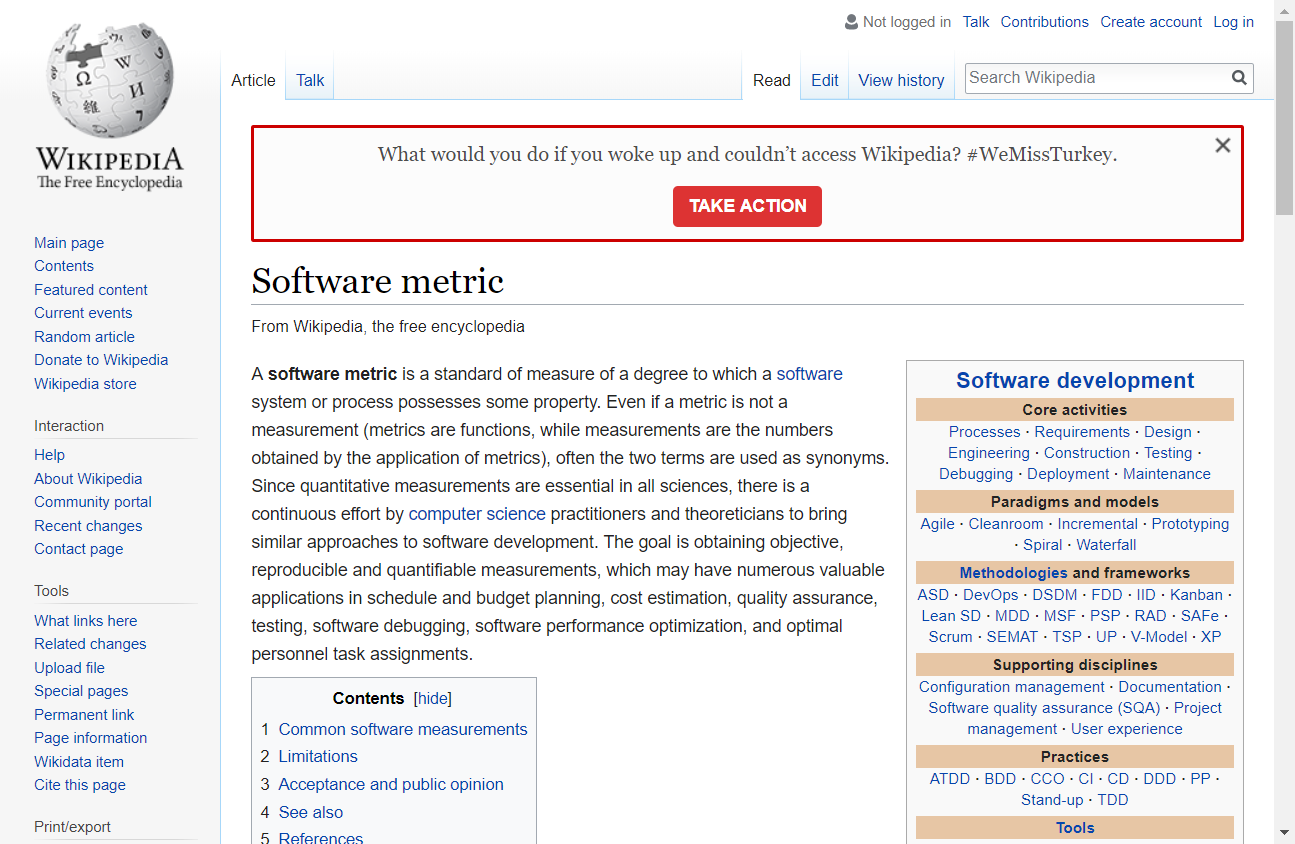 Not logged in Talk Contributions Create account Log in
Article Talk Read Edit View history Search Wikipedia
WIKIPEDIA
The Free Encyclopedia
Main page
Contents
Featured content
Current events
Random article
Donate to Wikipedia
Wikipedia store
Interaction
Help
About Wikipedia
Community portal
Recent changes
Contact page
Tools
What links here
Related changes
Upload file
Special pages
Permanent link
Page information
Wikidata item
Cite this page
Print/export
What would you do if you woke up and couldn’t access Wikipedia? #WeMissTurkey.
TAKE ACTION
Software metric
From Wikipedia, the free encyclopedia
A software metric is a standard of measure of a degree to which a software
system or process possesses some property. Even if a metric is not a
measurement (metrics are functions, while measurements are the numbers
obtained by the application of metrics), often the two terms are used as synonyms.
Since quantitative measurements are essential in all sciences, there is a
continuous effort by computer science practitioners and theoreticians to bring
similar approaches to software development. The goal is obtaining objective,
reproducible and quantifiable measurements, which may have numerous valuable
applications in schedule and budget planning, cost estimation, quality assurance,
testing, software debugging, software performance optimization, and optimal
personnel task assignments.
Contents [hide]
1 Common software measurements
2 Limitations
3 Acceptance and public opinion
4 See also
5 References
Software development
Core activities
Processes · Requirements · Design ·
Engineering · Construction · Testing ·
Debugging · Deployment · Maintenance
Paradigms and models
Agile · Cleanroom · Incremental · Prototyping
· Spiral · Waterfall
Methodologies and frameworks
ASD · DevOps · DSDM · FDD · IID · Kanban ·
Lean SD · MDD · MSF · PSP · RAD · SAFe ·
Scrum · SEMAT · TSP · UP · V-Model · XP
Supporting disciplines
Configuration management · Documentation ·
Software quality assurance (SQA) · Project
management · User experience
Practices
ATDD · BDD · CCO · CI · CD · DDD · PP ·
Stand-up · TDD
Tools